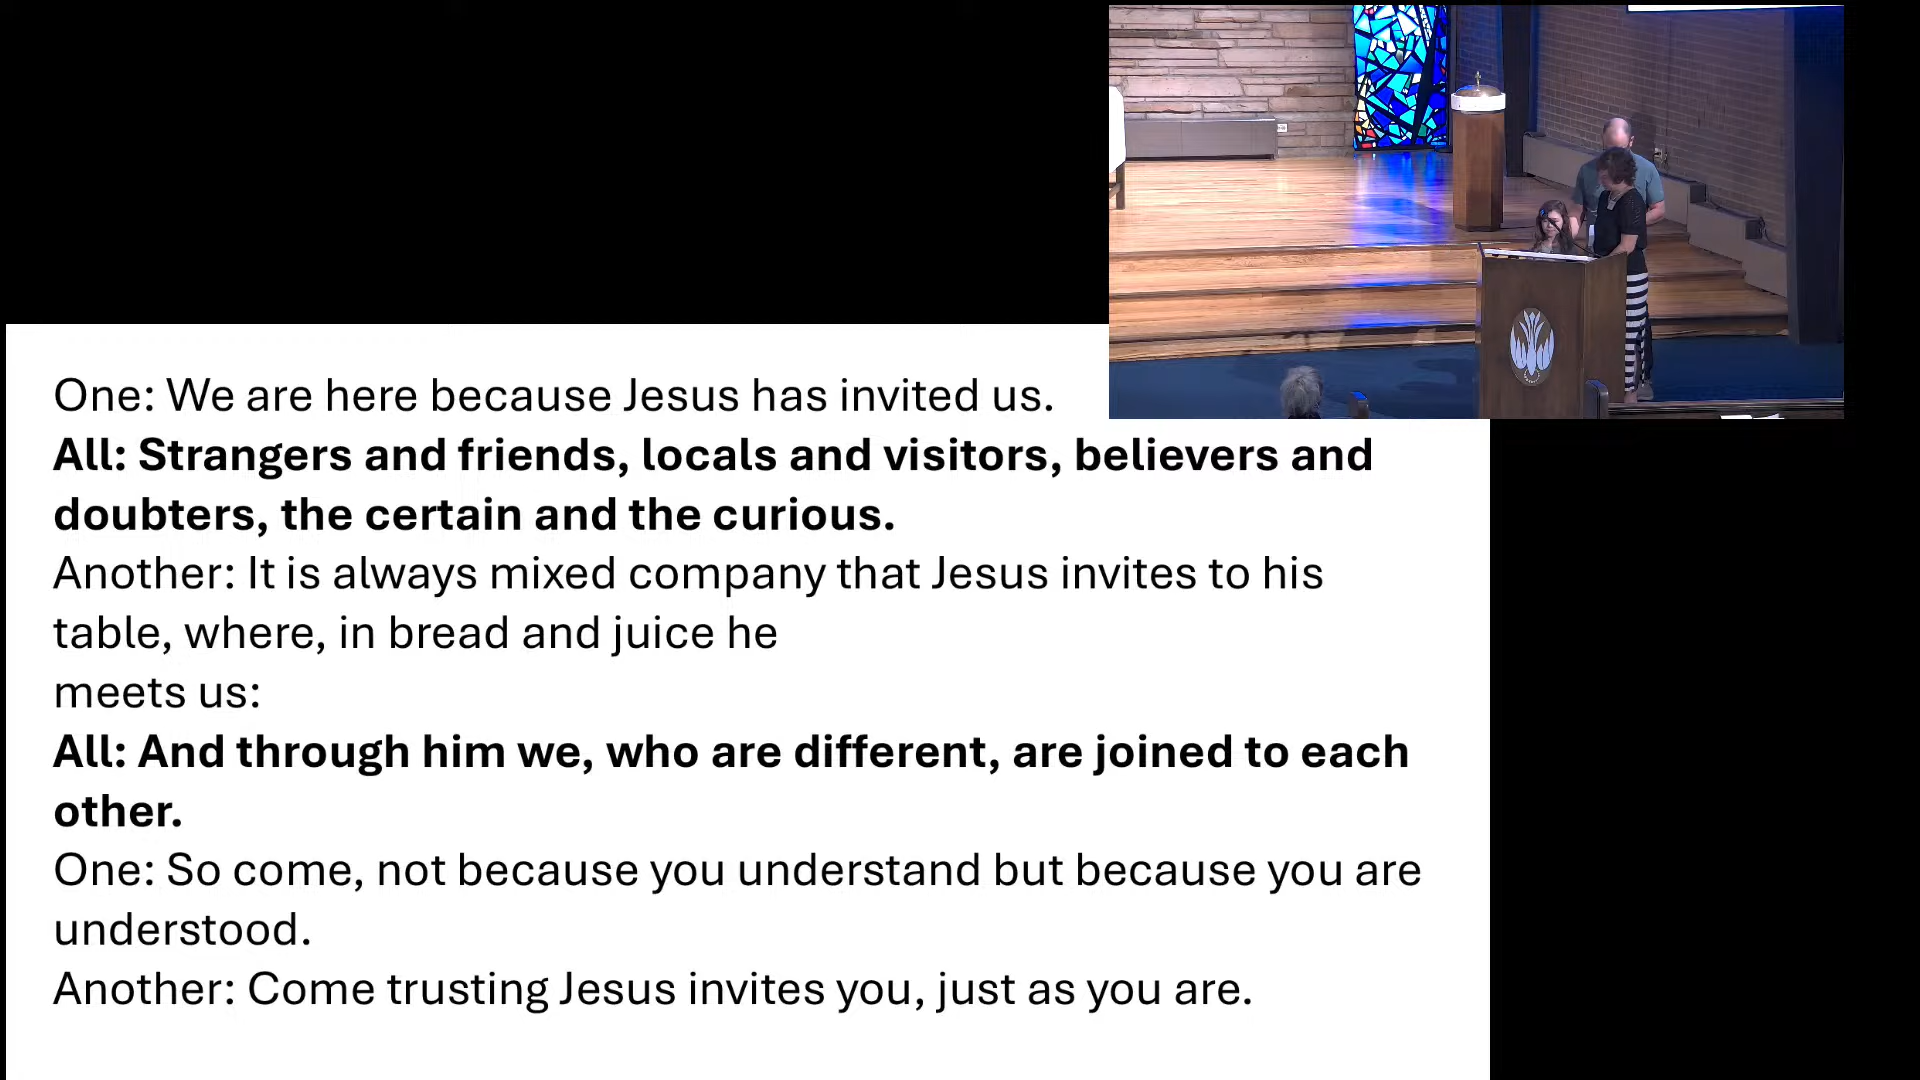 One: We are here because Jesus has invited us.
All: Strangers and friends, locals and visitors, believers and
doubters, the certain and the curious.
Another: It is always mixed company that Jesus invites to his
table, where, in bread and juice he
meets us:
All: And through him we, who are different, are joined to each
other.
One: So come, not because you understand but because you are
understood.
Another: Come trusting Jesus invites you, just as you are.